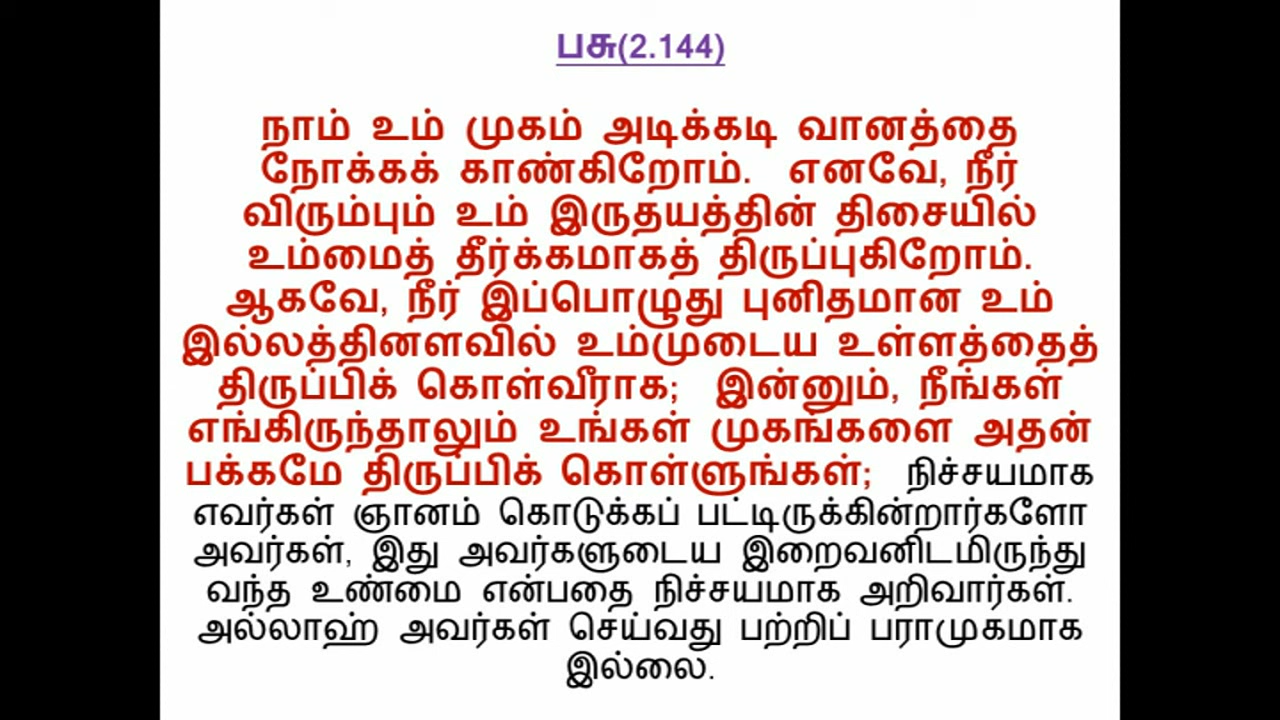 பசு(2.144)
நாம் உம் முகம் அடிக்கடி வானத்தை
நோக்கக் காண்கிறோம். எனவே, நீர்
விரும்பும் உம் இருதயத்தின் திசையில்
உம்மைத் தீர்க்கமாகத் திருப்புகிறோம்.
ஆகவே, நீர் இப்பொழுது புனிதமான உம்
இல்லத்தினளவில் உம்முடைய உள்ளத்தைத்
திருப்பிக் கொள்வீராக; இன்னும், நீங்கள்
எங்கிருந்தாலும் உங்கள் முகங்களை அதன்
பக்கமே திருப்பிக் கொள்ளுங்கள்; நிச்சயமாக
எவர்கள் ஞானம் கொடுக்கப் பட்டிருக்கின்றார்களோ
அவர்கள், இது அவர்களுடைய இறைவனிடமிருந்து
வந்த உண்மை என்பதை நிச்சயமாக அறிவார்கள்.
அல்லாஹ் அவர்கள் செய்வது பற்றிப் பராமுகமாக
இல்லை.